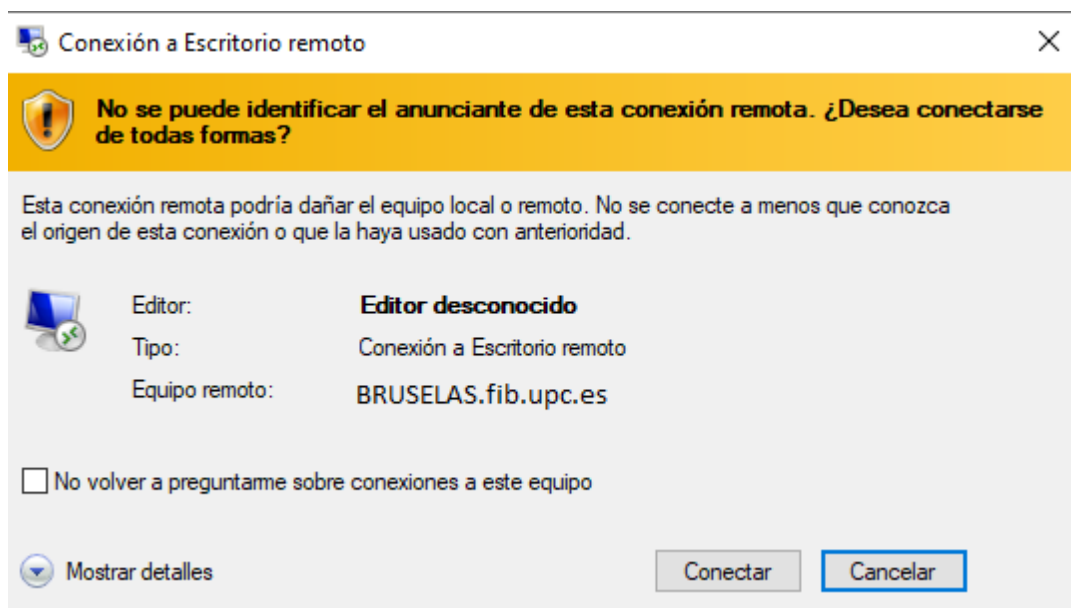 Conexión a Escritorio remoto
No se puede identificar el anunciante de esta conexión remota. ¿Desea conectarse
de todas formas?
Esta conexión remota podría dañar el equipo local o remoto. No se conecte a menos que conozca
el origen de esta conexión o que la haya usado con anterioridad.
Editor: Editor desconocido
Tipo: Conexión a Escritorio remoto
Equipo remoto: BRUSELAS.fib.upc.es
No volver a preguntarme sobre conexiones a este equipo
Mostrar detalles Conectar Cancelar